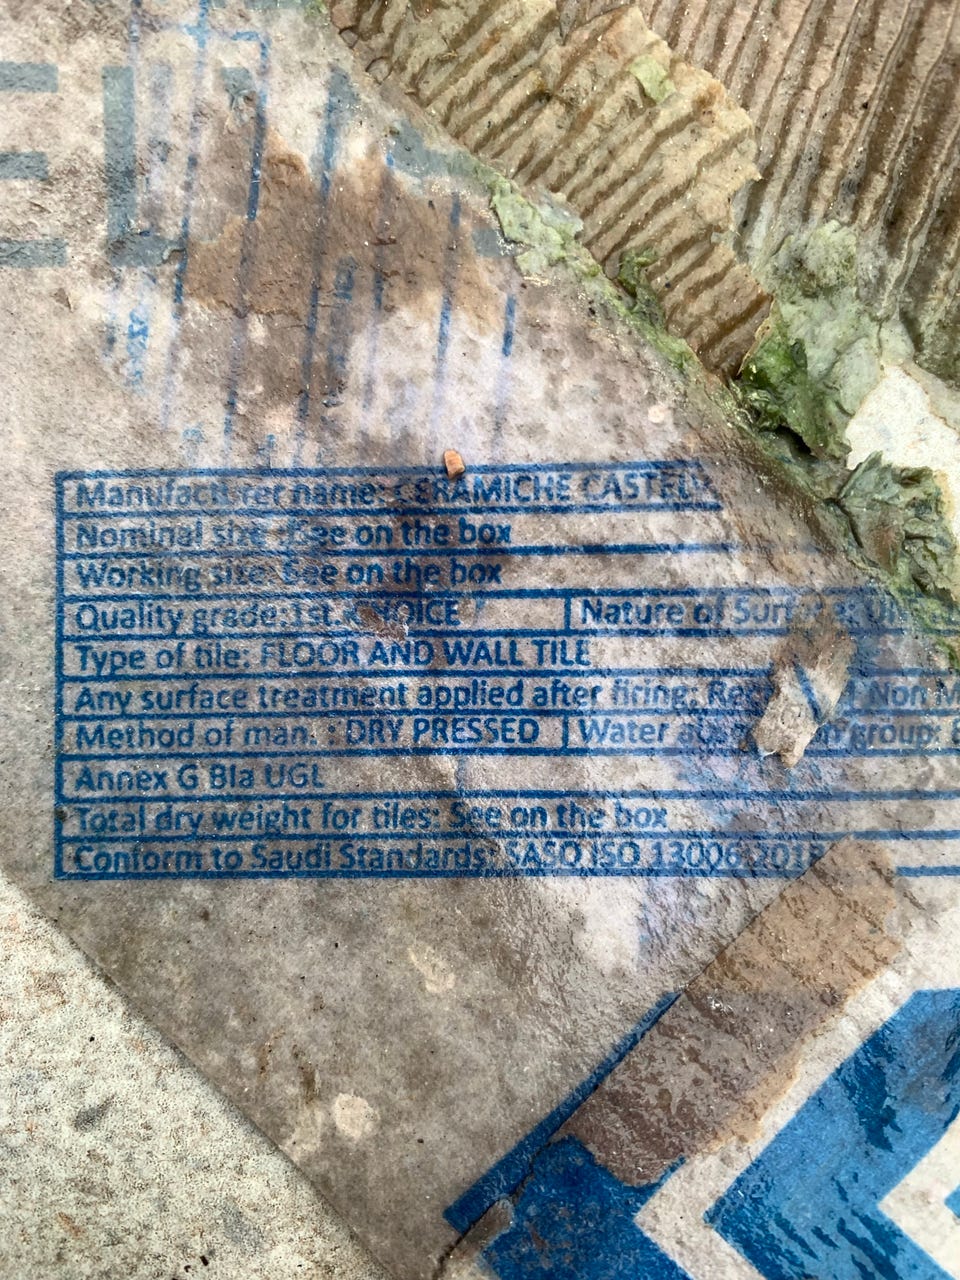 Manufacturer name: CERAMICHE
Nominal size : See on the box
Working size: See on the box
Quality grade:1st. CHOICE
Nature of Surface:
Type of tile: FLOOR AND WALL TILE
Any surface treatment applied after firing: Non
Method of man. : DRY PRESSED
Water group:
Annex G BIa UGL
Total dry weight for tiles: See on the box
Conform to Saudi Standards: SASO ISO 13006:2018